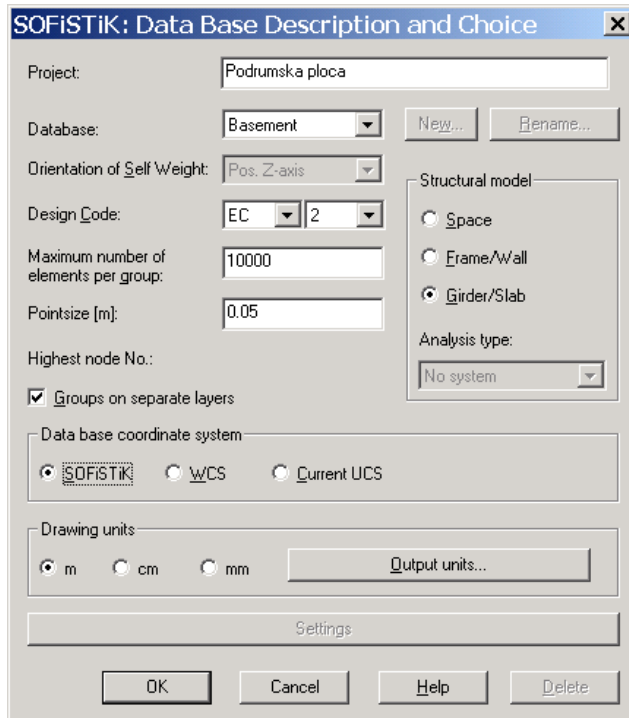 SOFiSTiK: Data Base Description and Choice
Project: Podrumska ploca
Database: Basement New... Rename...
Orientation of Self Weight: Pos. Z-axis
Structural model
Design Code: EC 2
Space
Maximum number of
elements per group: 10000
Frame/Wall
Pointsize [m]: 0.05
Girder/Slab
Analysis type:
Highest node No.:
No system
Groups on separate layers
Data base coordinate system
SOFiSTiK WCS Current UCS
Drawing units
m cm mm Output units...
Settings
OK Cancel Help Delete